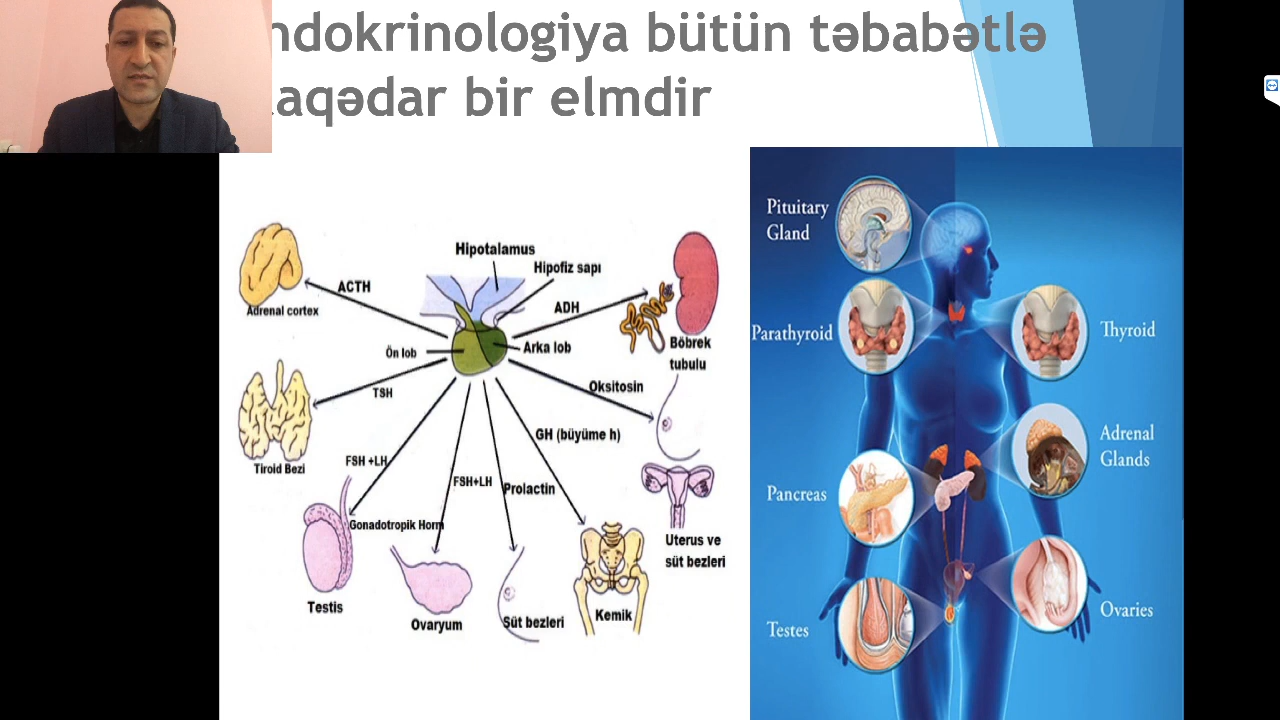 ndokrinologiya bütün təbabətlə
aqədar bir elmdir
Hipotalamus
Hipofiz sapı
ACTH
ADH
Adrenal cortex
Ön lob
Arka lob
Böbrek
tubulu
TSH
Oksitosin
GH (büyüme h)
Tiroid Bezi
FSH +LH
FSH+LH
Prolactin
Gonadotropik Horm
Uterus ve
süt bezleri
Testis
Ovaryum
Süt bezleri
Kemik
Pituitary
Gland
Parathyroid
Thyroid
Adrenal
Glands
Pancreas
Ovaries
Testes